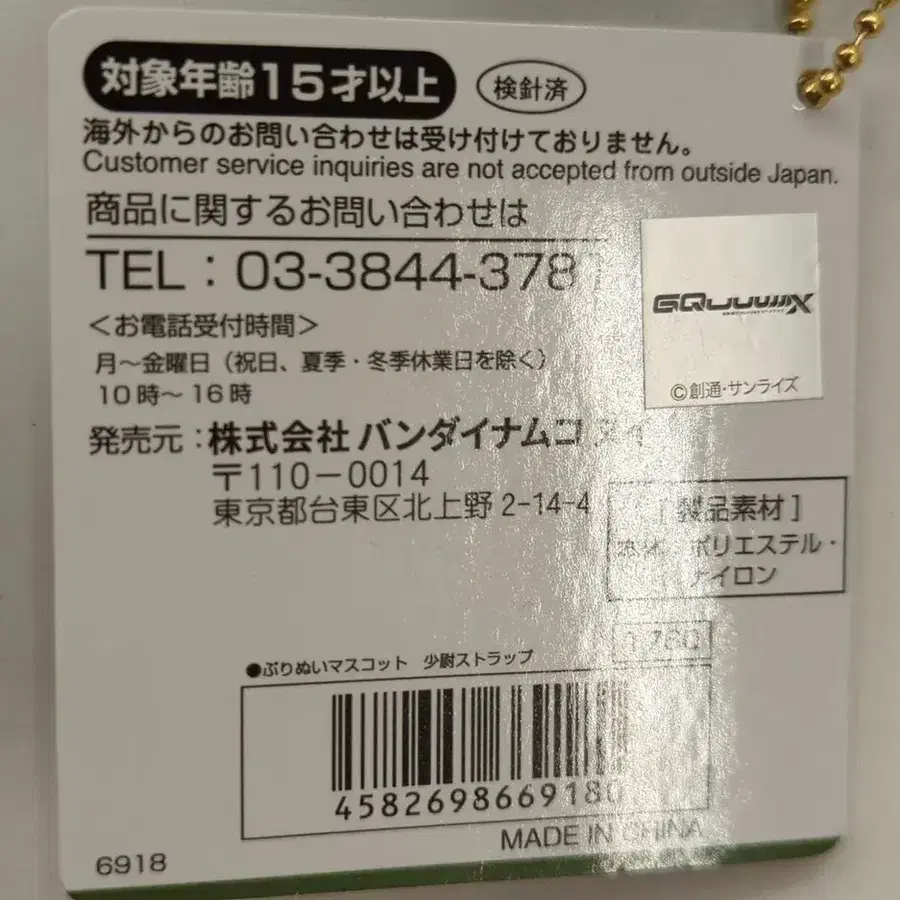 対象年齢15才以上
検針済
海外からのお問い合わせは受け付けておりません。
Customer service inquiries are not accepted from outside Japan.
商品に関するお問い合わせは
TEL : 03-3844-3781
GQuuuuuuX
©創通・サンライズ
<お電話受付時間>
月〜金曜日（祝日、夏季・冬季休業日を除く）
10時〜16時
発売元：株式会社 バンダイナムコ
〒110-0014
東京都台東区北上野 2-14-4
[ 製品素材 ]
ポリエステル・
ナイロン
●ぷりぬいマスコット 少尉ストラップ
4582698669180
MADE IN CHINA
6918